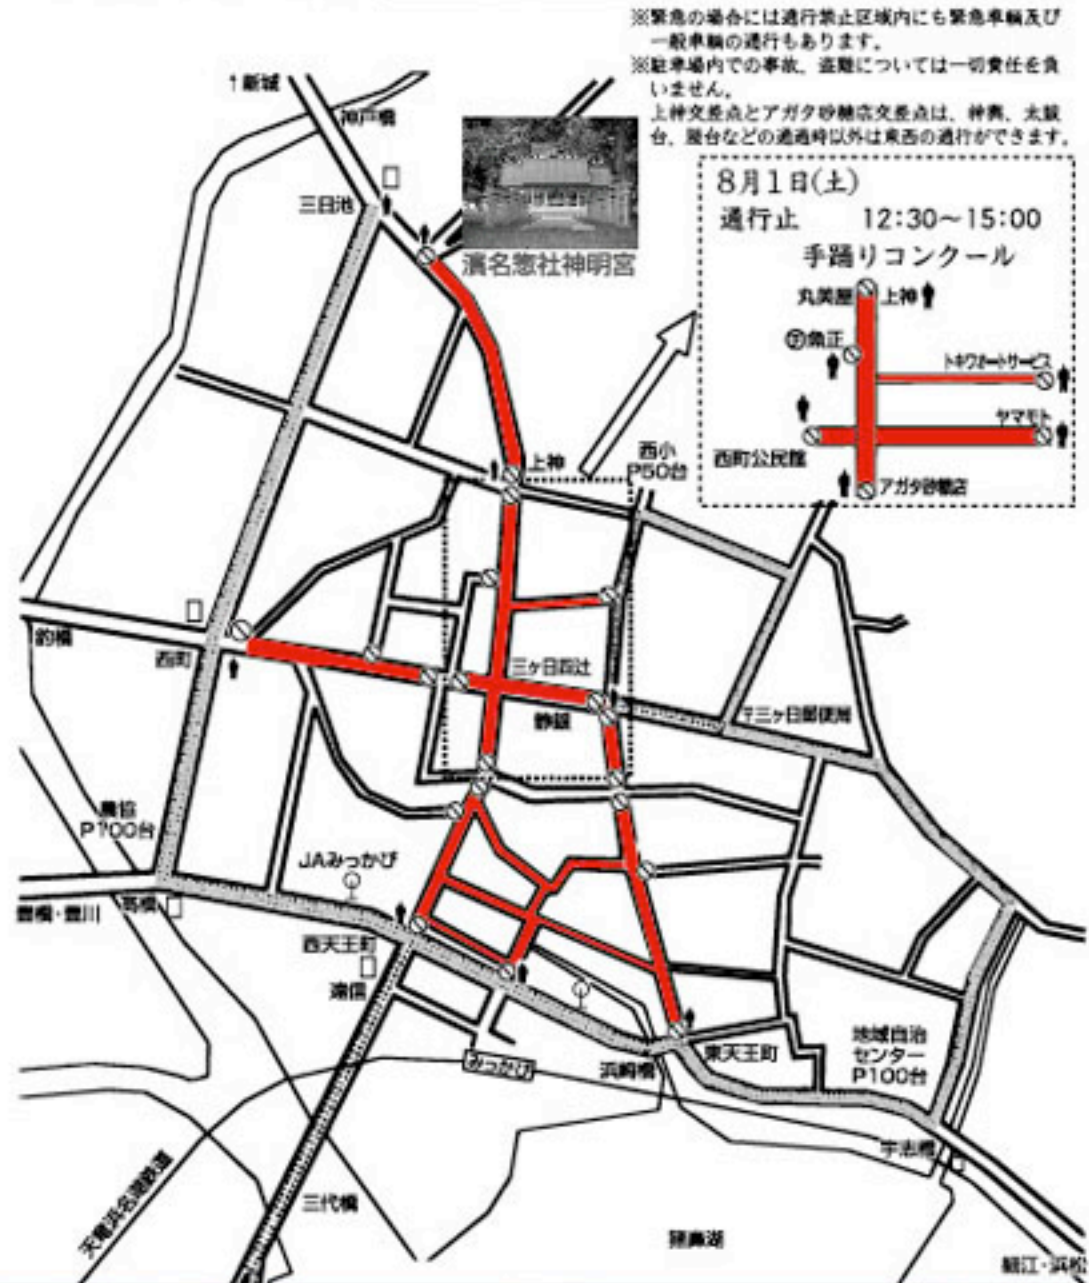 ※緊急の場合には通行禁止区域内にも緊急車輌及び
一般車輌の通行もあります。
※駐車場内での事故、盗難については一切責任を負
いません。
上神交差点とアガタ砂糖店交差点は、神輿、太鼓
台、屋台などの通過時以外は東西の通行ができます。
↑新城
神戸橋
三日池
濱名惣社神明宮
8月1日(土)
通行止 12:30~15:00
手踊りコンクール
丸美屋
上神
魚正
トキワオートサービス
ヤマモト
西町公民館
アガタ砂糖店
上神
西小
P50台
釣橋
西町
三ヶ日四辻
静銀
〒三ヶ日郵便局
農協
P100台
JAみっかび
豊橋・豊川
高橋
西天王町
遠信
みっかび
浜崎橋
東天王町
地域自治
センター
P100台
宇志橋
天竜浜名湖鉄道
三代橋
猪鼻湖
細江・浜松